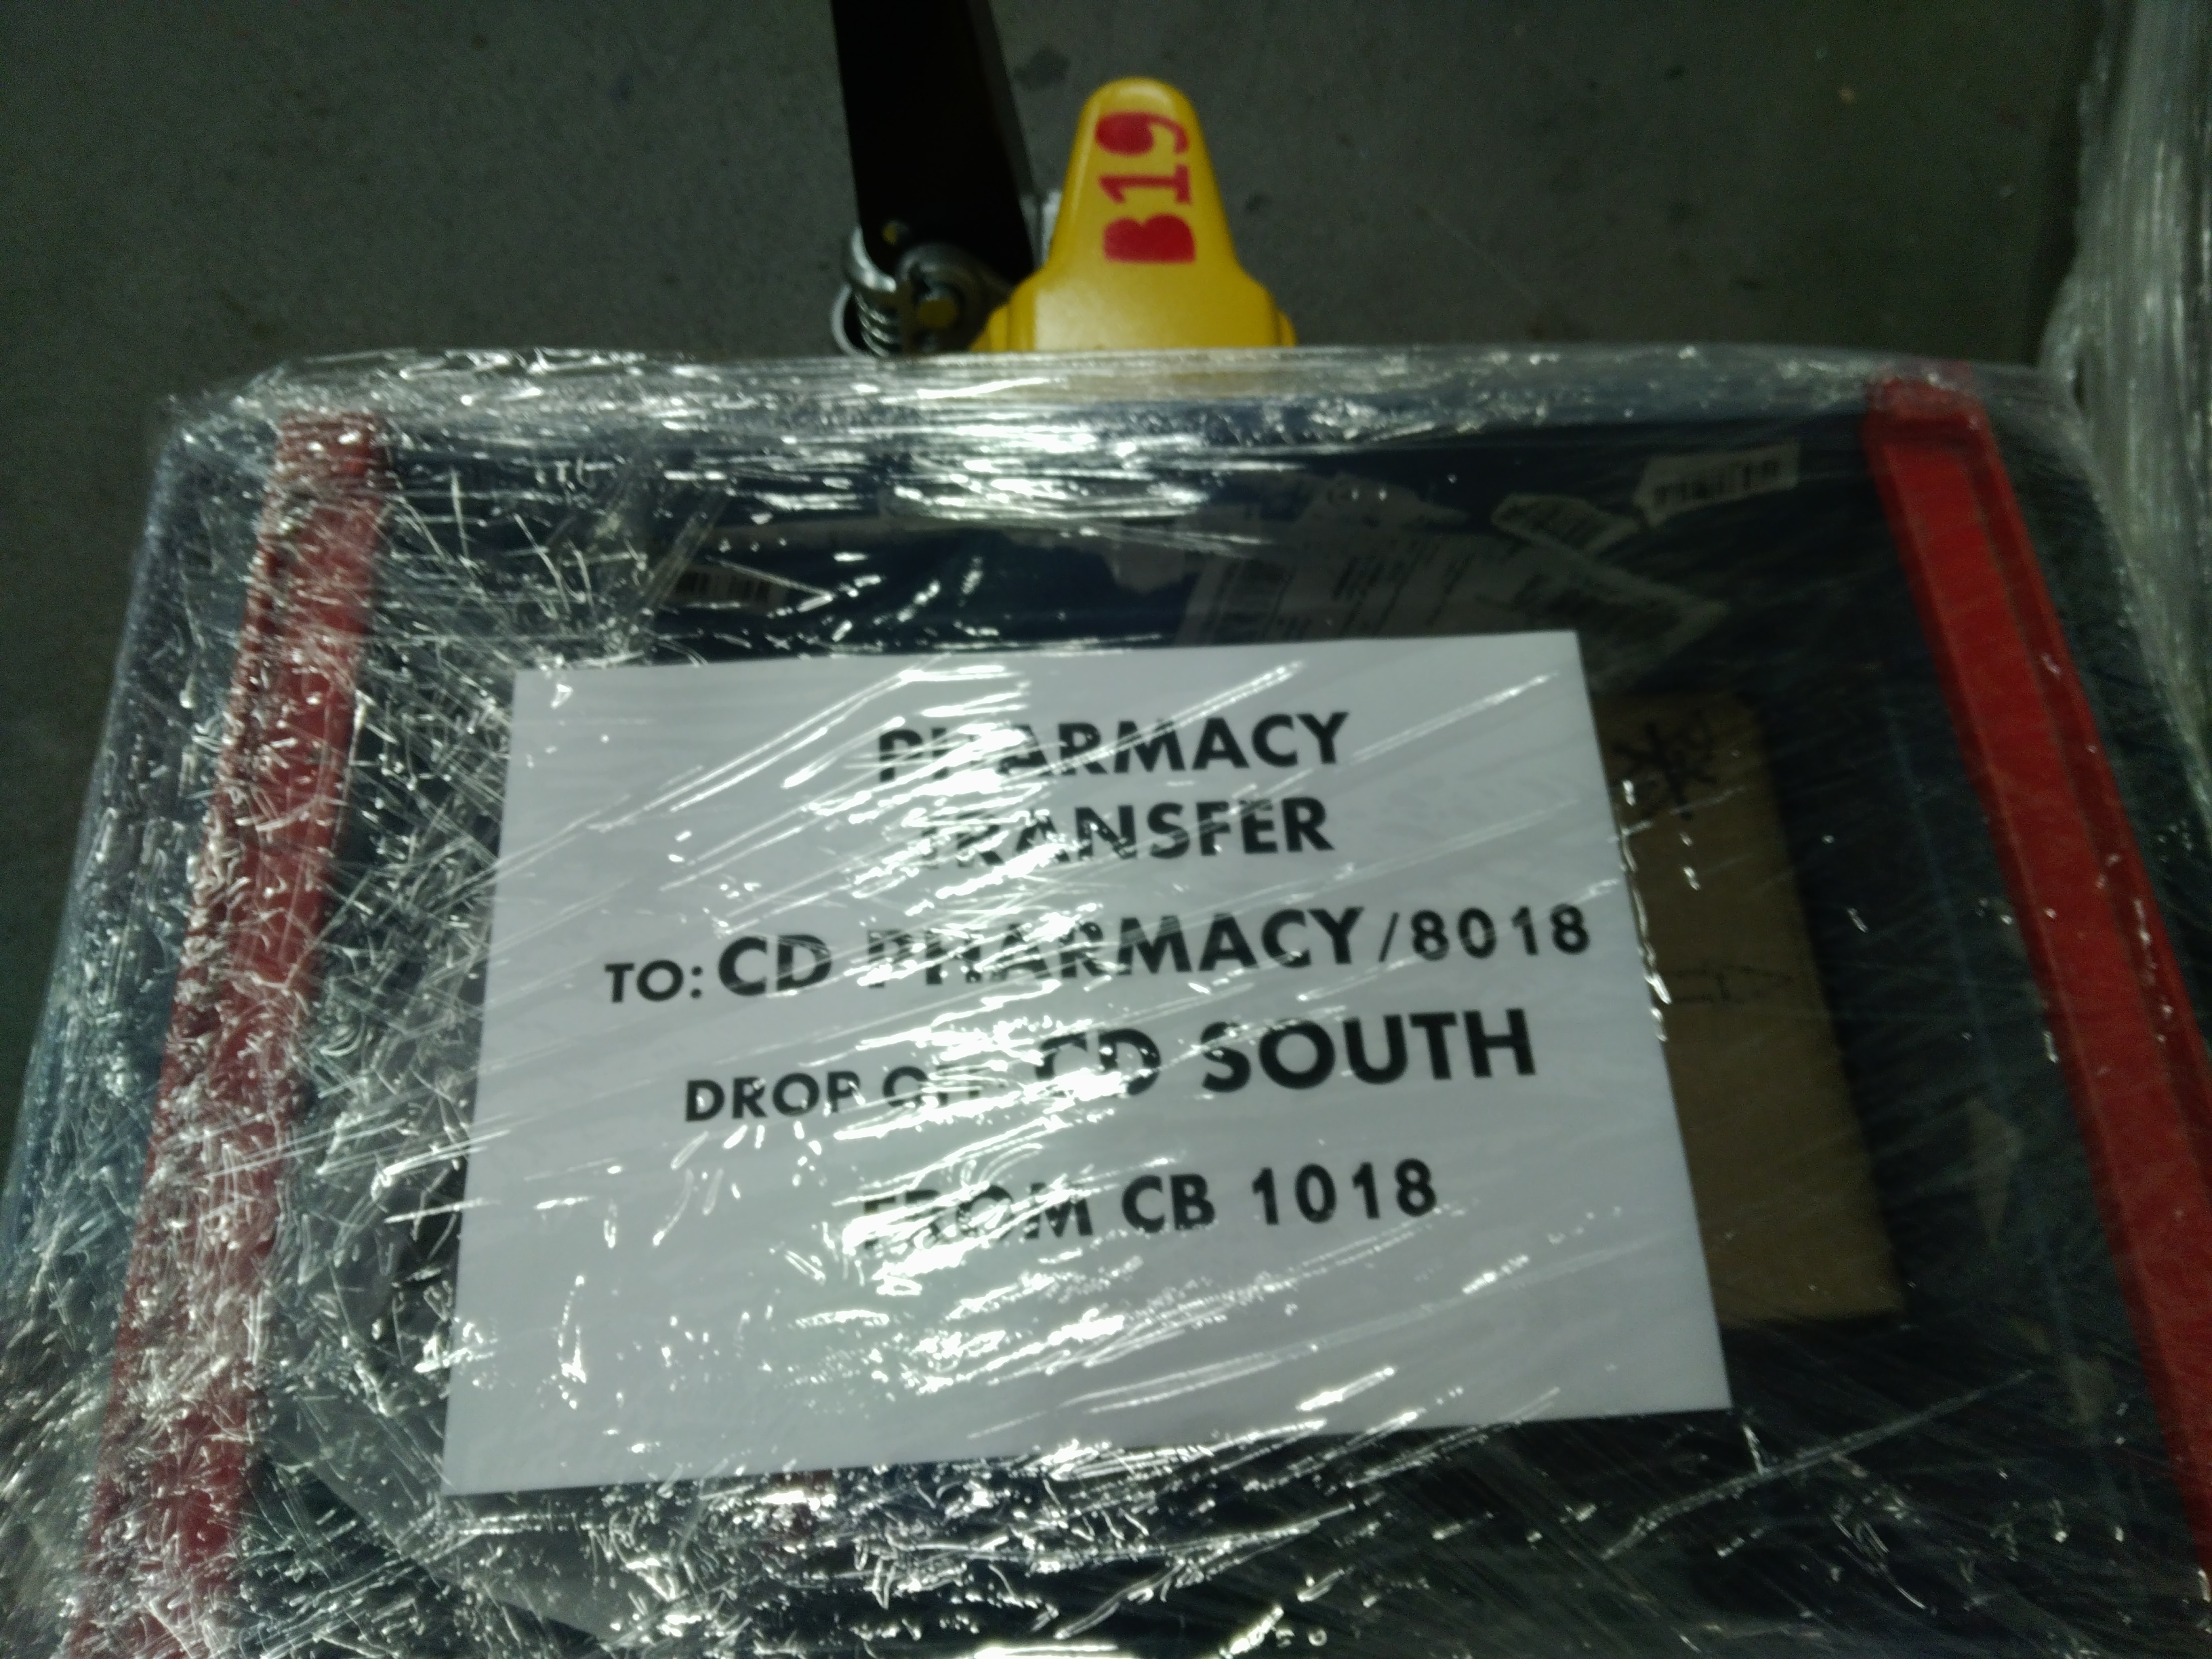 B19
PHARMACY
TRANSFER
TO: CD PHARMACY/8018
DROP OFF CD SOUTH
FROM CB 1018